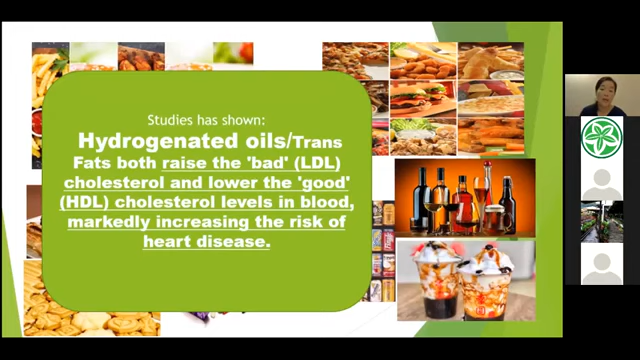 Studies has shown:
Hydrogenated oils/Trans
Fats both raise the 'bad' (LDL)
cholesterol and lower the 'good'
(HDL) cholesterol levels in blood,
markedly increasing the risk of
heart disease.